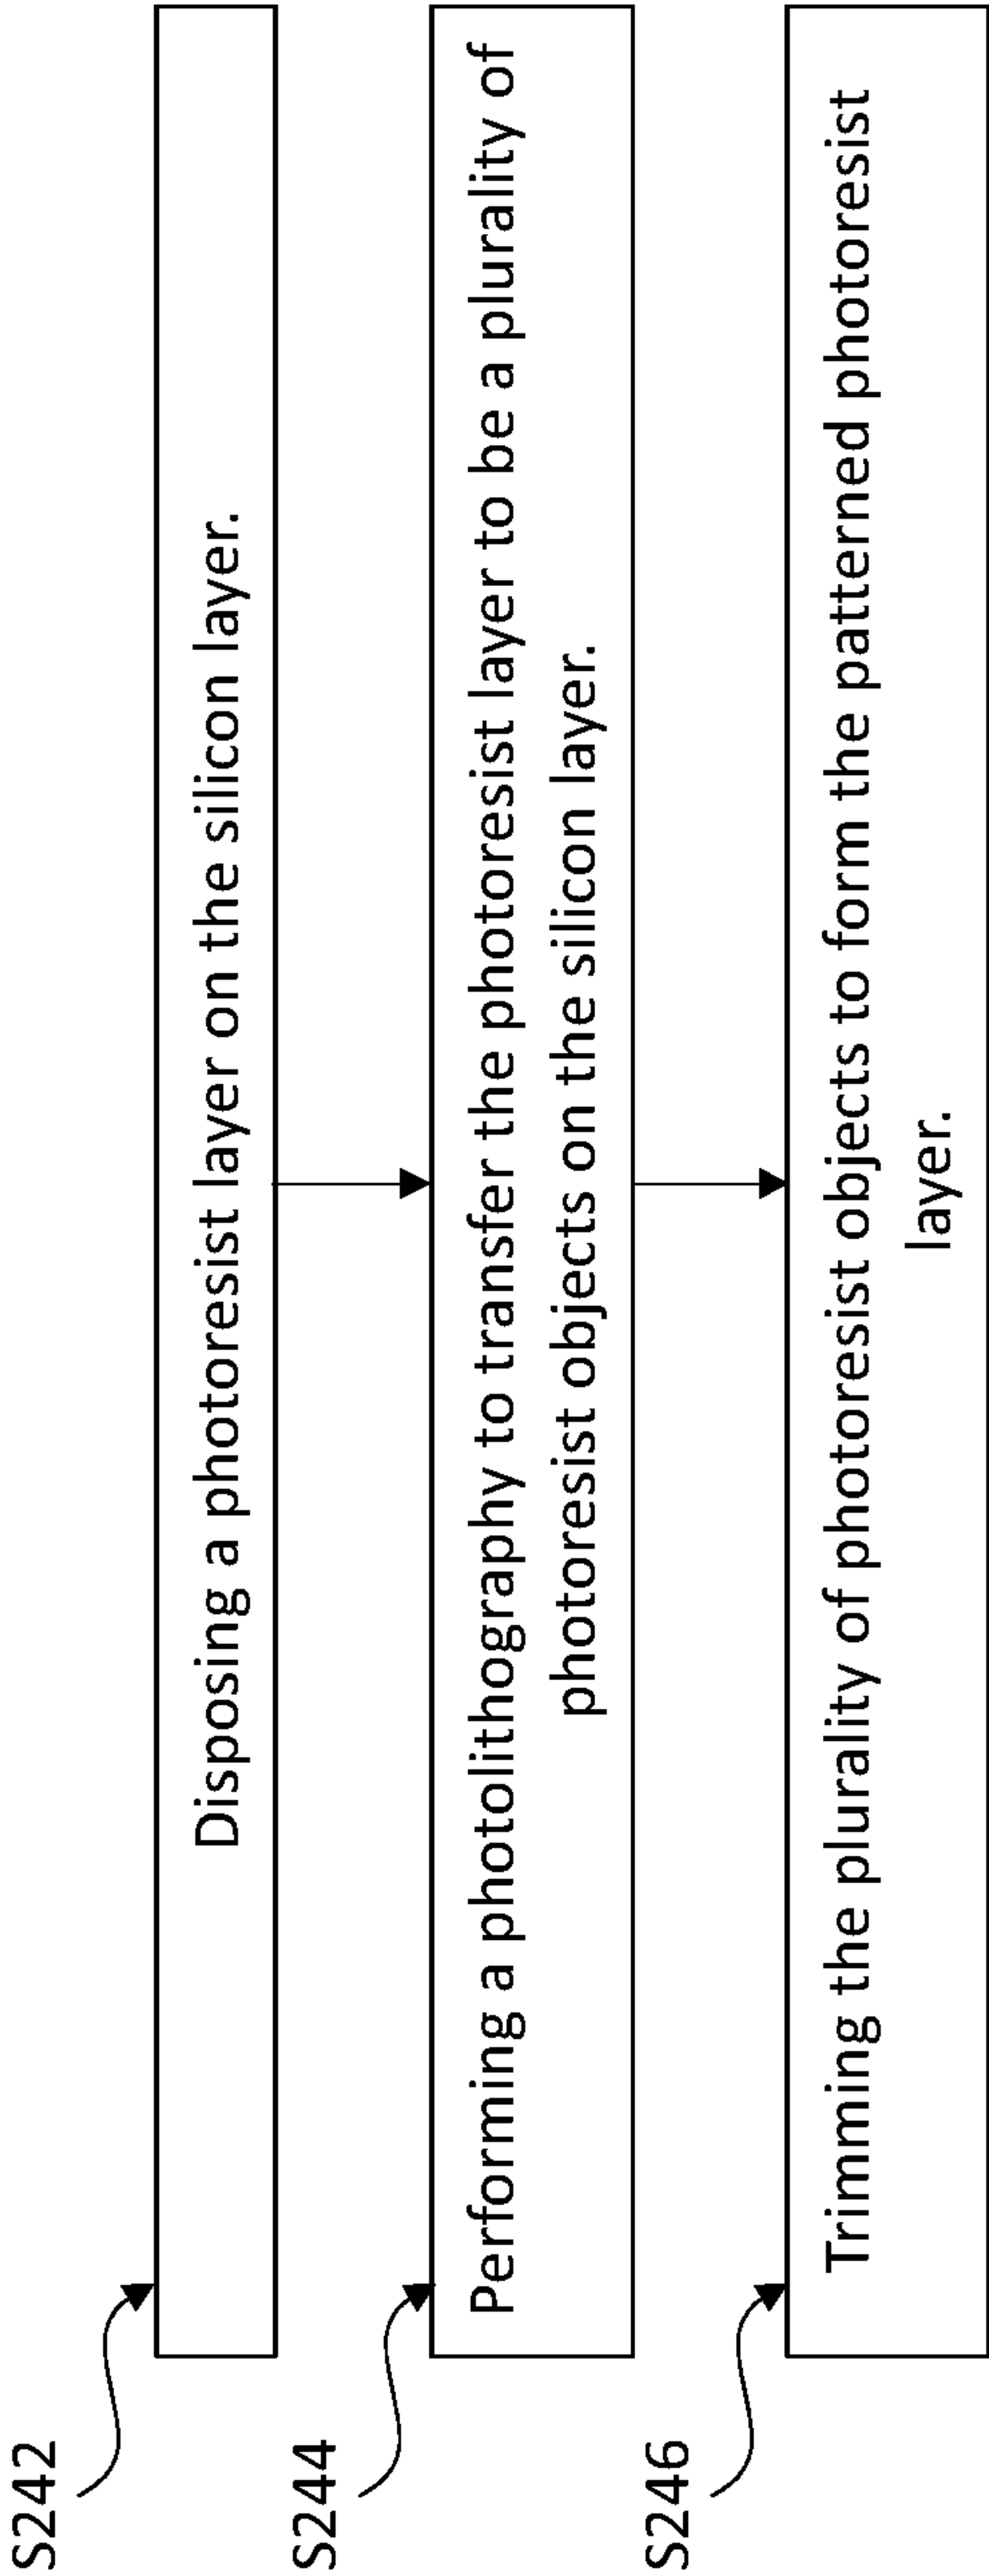 S242
Disposing a photoresist layer on the silicon layer.
S244
Performing a photolithography to transfer the photoresist layer to be a plurality of
photoresist objects on the silicon layer.
S246
Trimming the plurality of photoresist objects to form the patterned photoresist
layer.